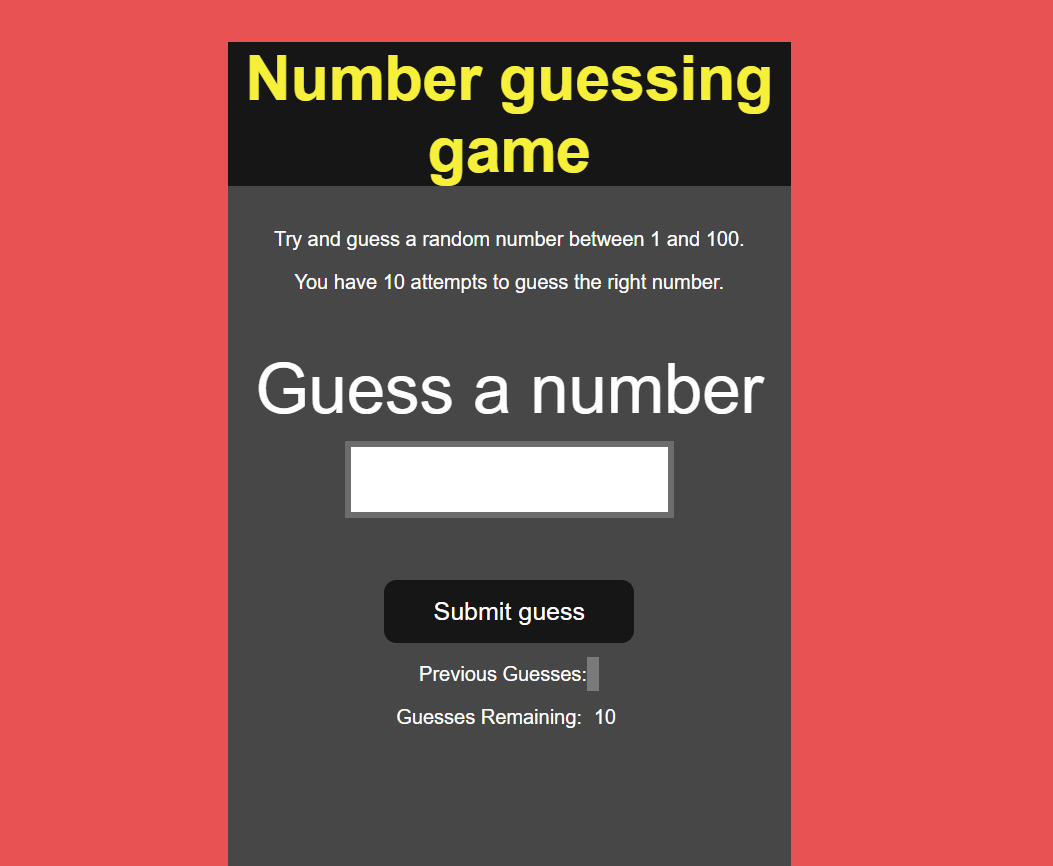 Number guessing
game
Try and guess a random number between 1 and 100.
You have 10 attempts to guess the right number.
Guess a number
Submit guess
Previous Guesses:
Guesses Remaining: 10